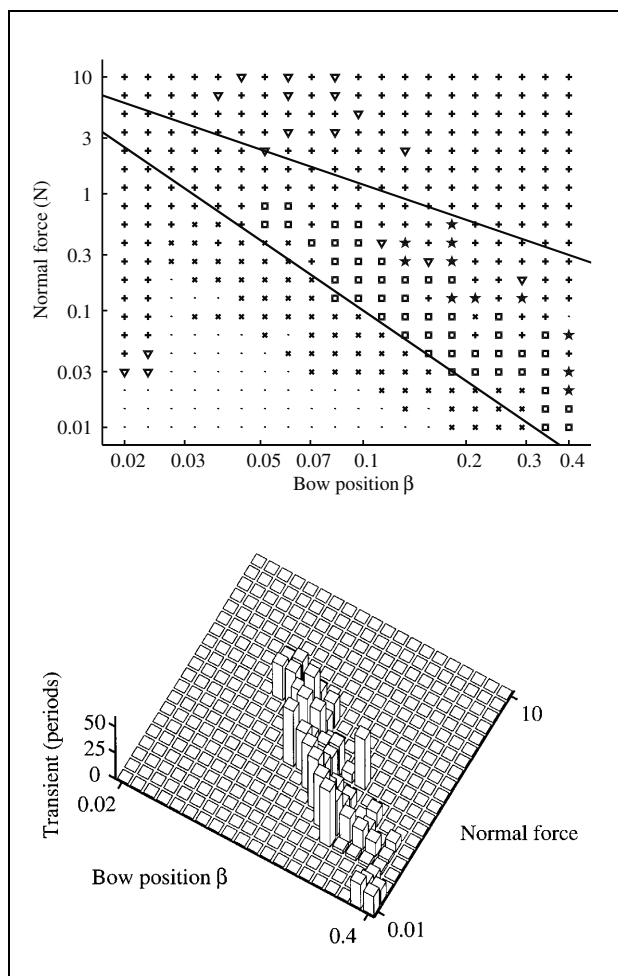 10
3
1
0.3
0.1
0.03
0.01
Normal force (N)
0.02 0.03 0.05 0.07 0.1 0.2 0.3 0.4
Bow position β
Transient (periods)
50
25
0
0.02
Bow position β
0.4
0.01
Normal force
10